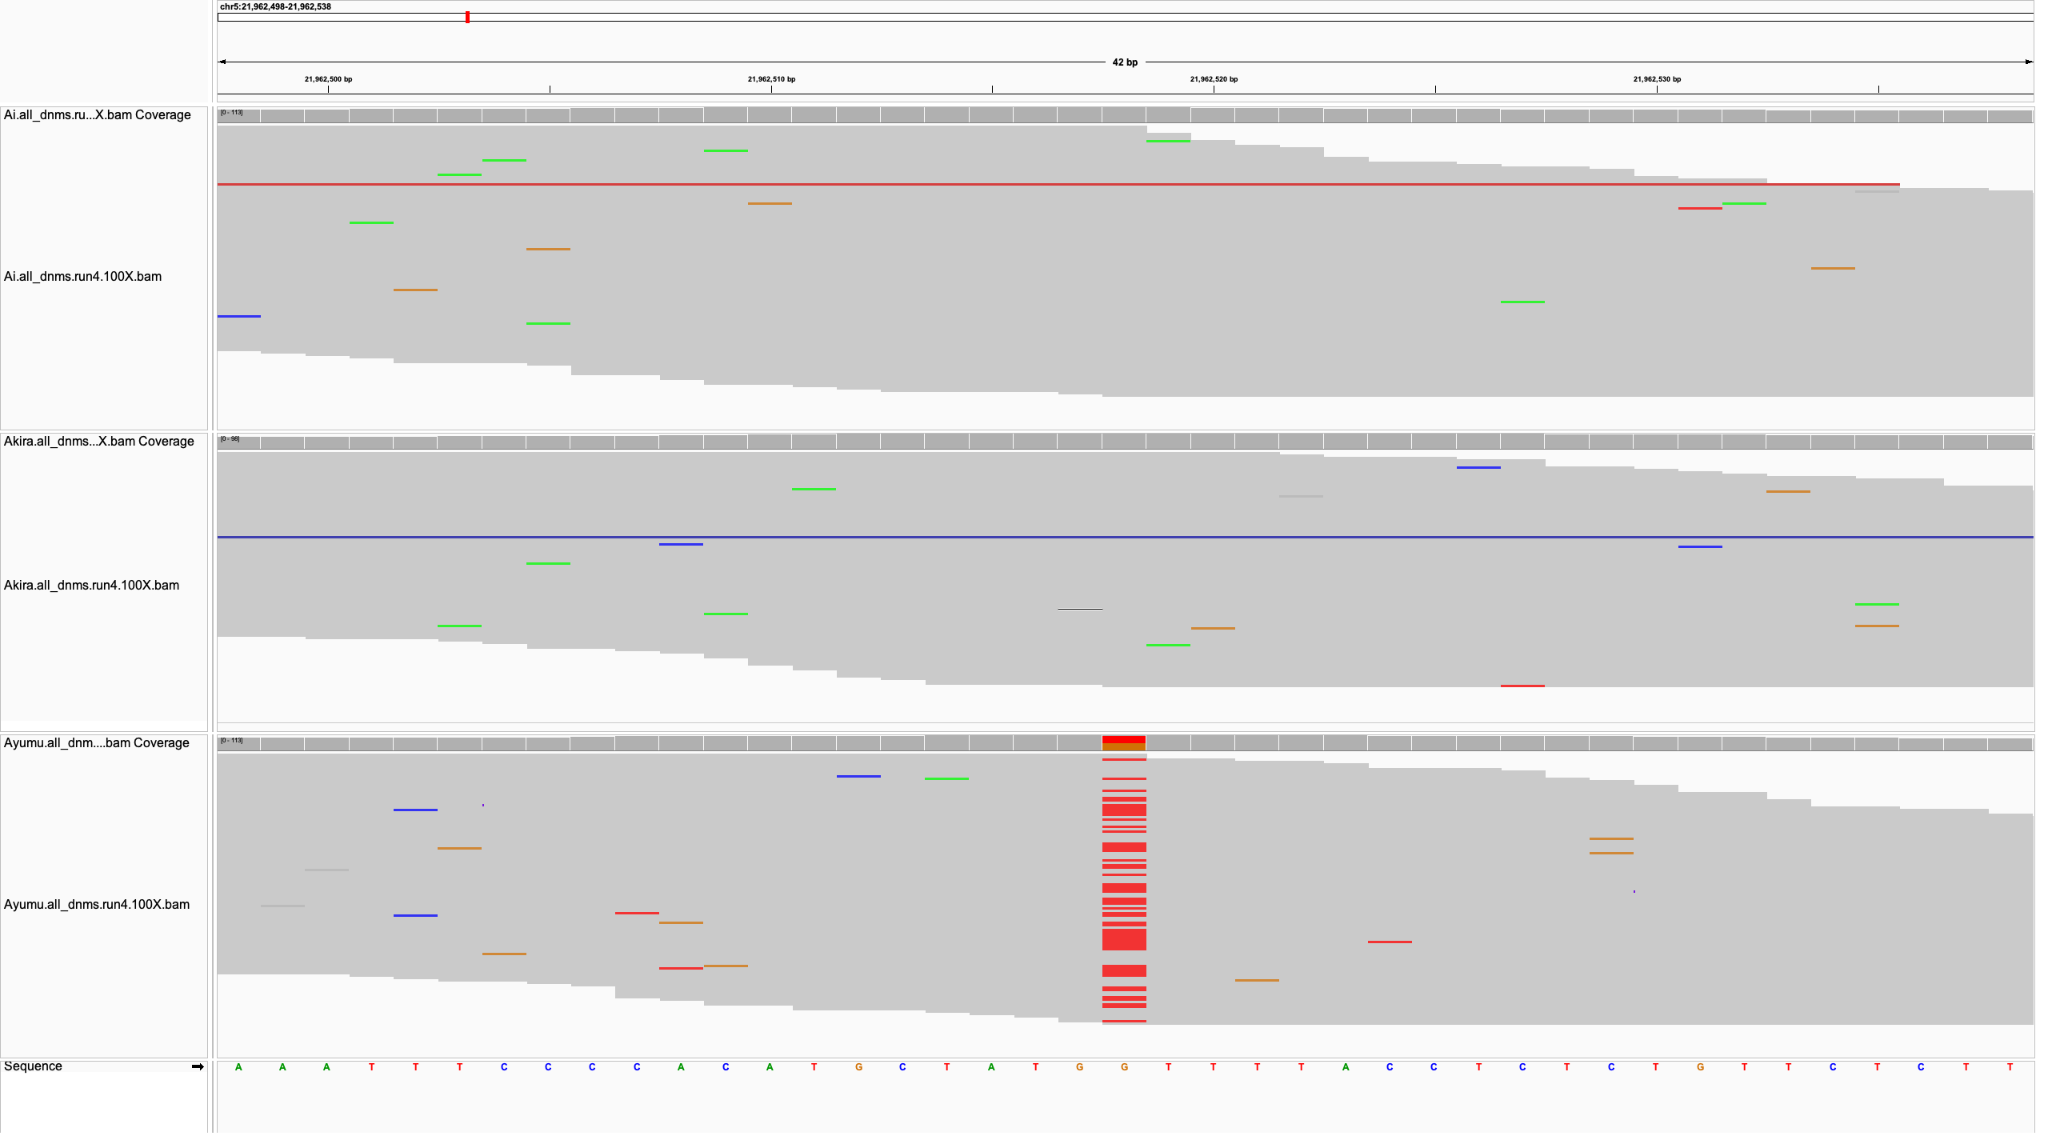 chr5:21,962,498-21,962,538
42 bp
21,962,500 bp 21,962,510 bp 21,962,520 bp 21,962,530 bp
Ai.all_dnms.ru...X.bam Coverage
[0 - 113]
Ai.all_dnms.run4.100X.bam
Akira.all_dnms...X.bam Coverage
[0 - 98]
Akira.all_dnms.run4.100X.bam
Ayumu.all_dnm....bam Coverage
[0 - 113]
Ayumu.all_dnms.run4.100X.bam
Sequence A A A T T T C C C C A C A T G C T A T G G T T T T A C C T C T C T G T T C T C T T